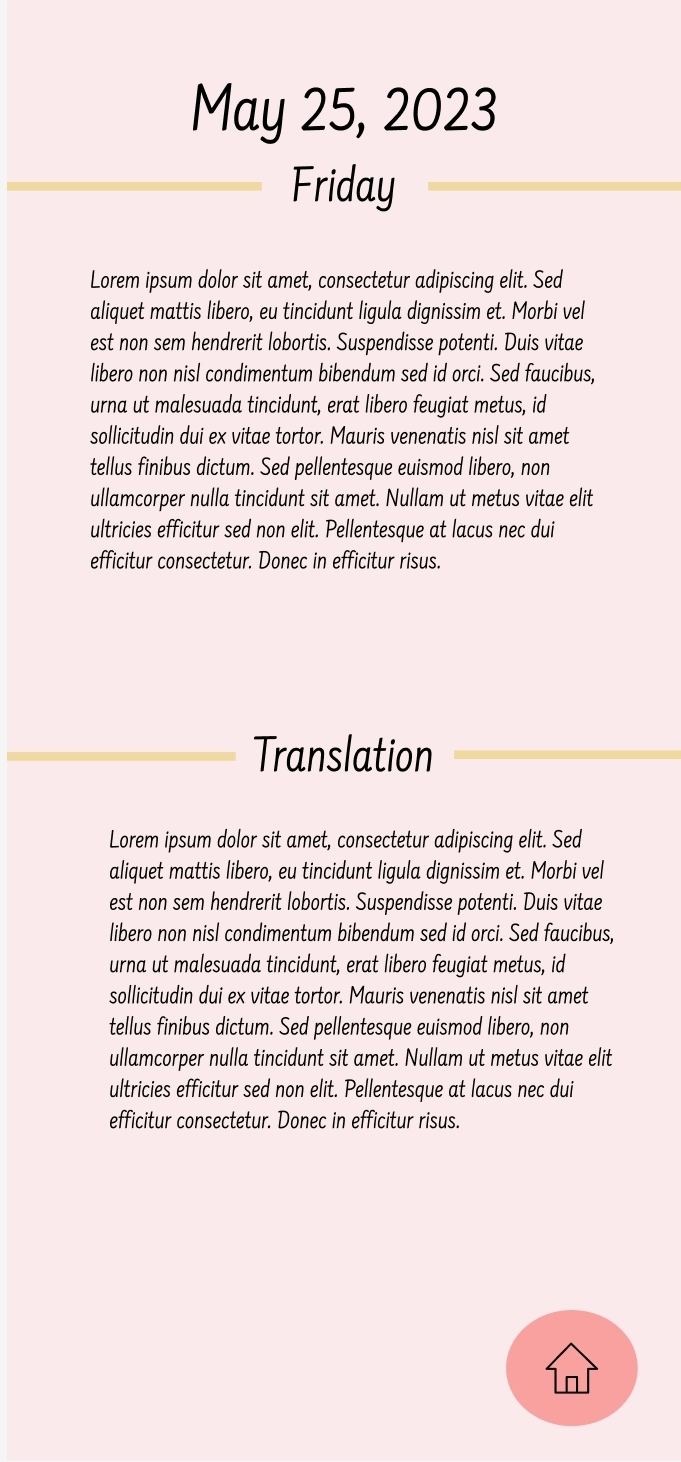 May 25, 2023
Friday
Lorem ipsum dolor sit amet, consectetur adipiscing elit. Sed
aliquet mattis libero, eu tincidunt ligula dignissim et. Morbi vel
est non sem hendrerit lobortis. Suspendisse potenti. Duis vitae
libero non nisl condimentum bibendum sed id orci. Sed faucibus,
urna ut malesuada tincidunt, erat libero feugiat metus, id
sollicitudin dui ex vitae tortor. Mauris venenatis nisl sit amet
tellus finibus dictum. Sed pellentesque euismod libero, non
ullamcorper nulla tincidunt sit amet. Nullam ut metus vitae elit
ultricies efficitur sed non elit. Pellentesque at lacus nec dui
efficitur consectetur. Donec in efficitur risus.
Translation
Lorem ipsum dolor sit amet, consectetur adipiscing elit. Sed
aliquet mattis libero, eu tincidunt ligula dignissim et. Morbi vel
est non sem hendrerit lobortis. Suspendisse potenti. Duis vitae
libero non nisl condimentum bibendum sed id orci. Sed faucibus,
urna ut malesuada tincidunt, erat libero feugiat metus, id
sollicitudin dui ex vitae tortor. Mauris venenatis nisl sit amet
tellus finibus dictum. Sed pellentesque euismod libero, non
ullamcorper nulla tincidunt sit amet. Nullam ut metus vitae elit
ultricies efficitur sed non elit. Pellentesque at lacus nec dui
efficitur consectetur. Donec in efficitur risus.